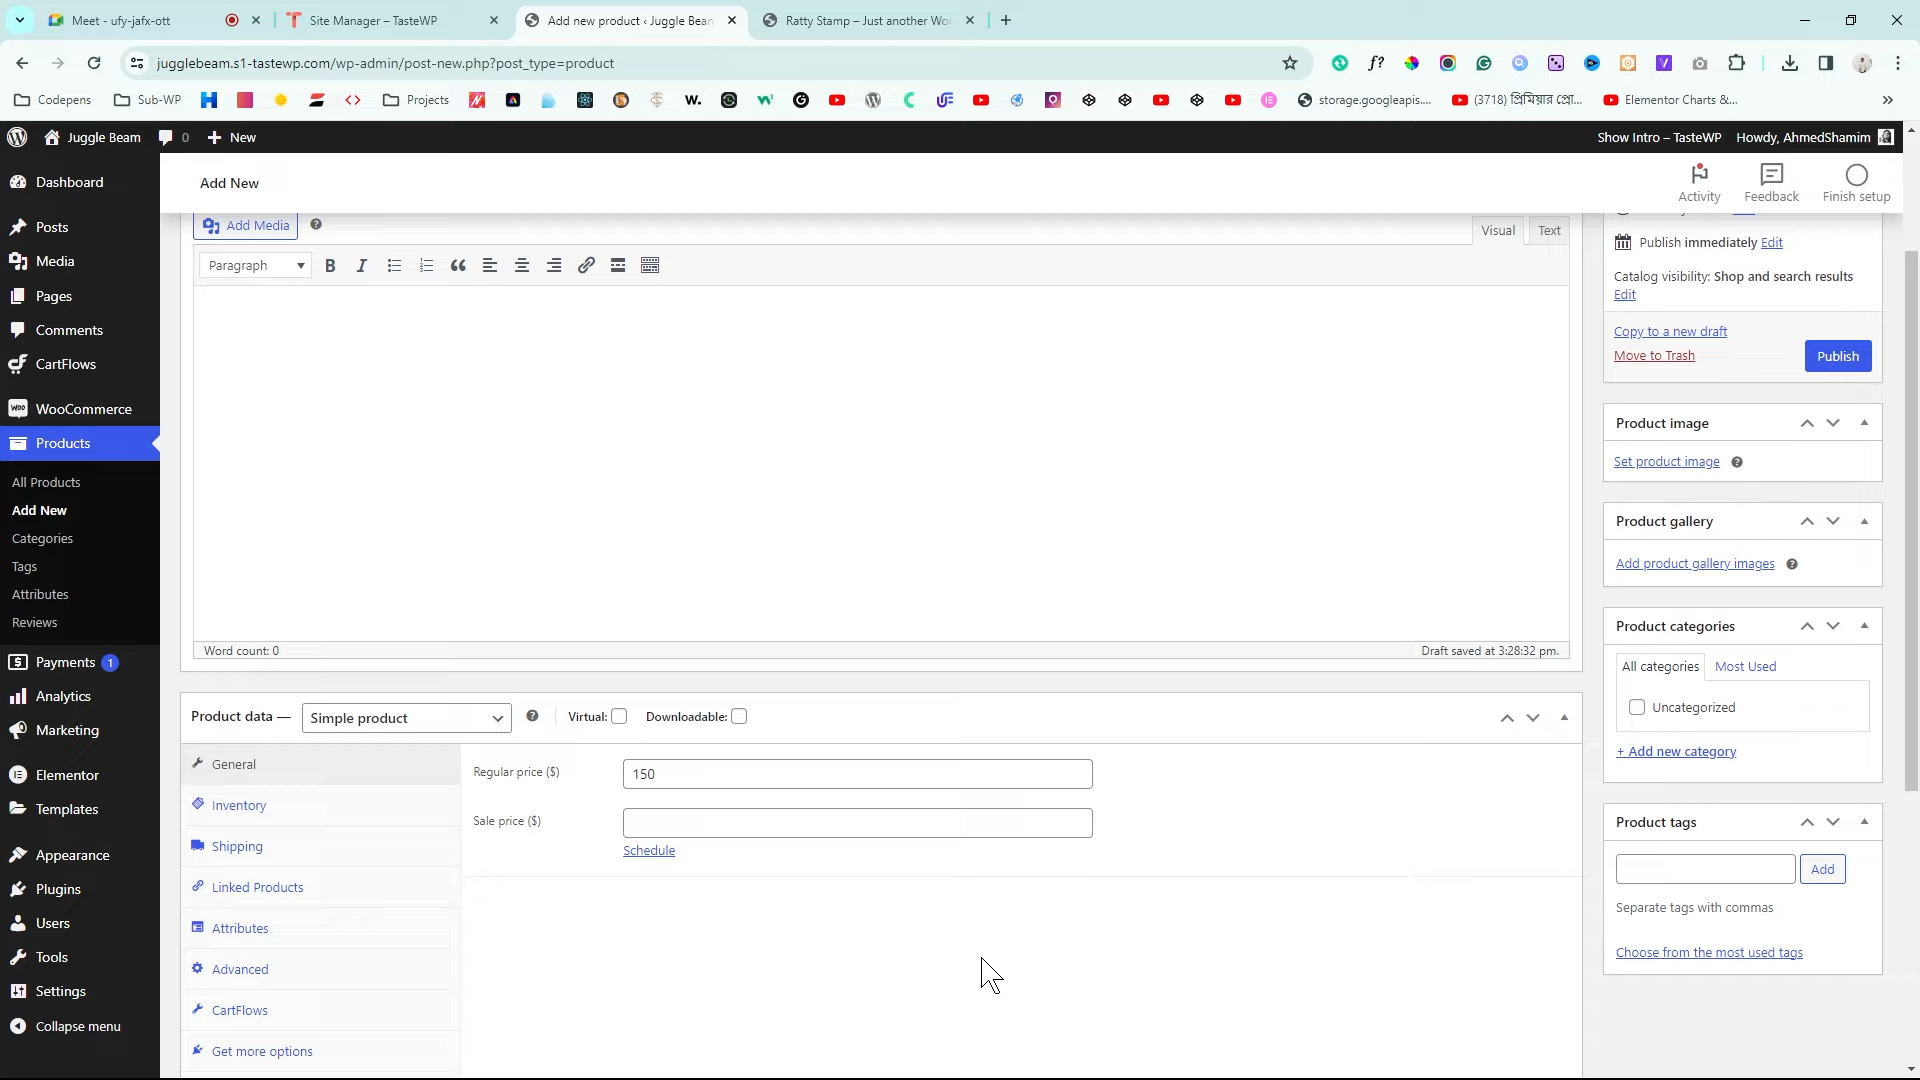 Meet - ufy-jafx-ott
Site Manager – TasteWP
Add new product ‹ Juggle Beam
Ratty Stamp – Just another Wo
jugglebeam.s1-tastewp.com/wp-admin/post-new.php?post_type=product
Codepens
Sub-WP
Projects
storage.googleapis....
(3718) প্রিমিয়ার প্রো...
Elementor Charts &...
Juggle Beam
0
New
Show Intro – TasteWP
Howdy, AhmedShamim
Dashboard
Posts
Media
Pages
Comments
CartFlows
WooCommerce
Products
All Products
Add New
Categories
Tags
Attributes
Reviews
Payments 1
Analytics
Marketing
Elementor
Templates
Appearance
Plugins
Users
Tools
Settings
Collapse menu
Add New
Activity
Feedback
Finish setup
Add Media
Visual
Text
Paragraph
Word count: 0
Draft saved at 3:28:32 pm.
Product data —
Simple product
Virtual:
Downloadable:
General
Inventory
Shipping
Linked Products
Attributes
Advanced
CartFlows
Get more options
Regular price ($)
150
Sale price ($)
Schedule
Publish immediately Edit
Catalog visibility: Shop and search results
Edit
Copy to a new draft
Move to Trash
Publish
Product image
Set product image
Product gallery
Add product gallery images
Product categories
All categories
Most Used
Uncategorized
+ Add new category
Product tags
Add
Separate tags with commas
Choose from the most used tags